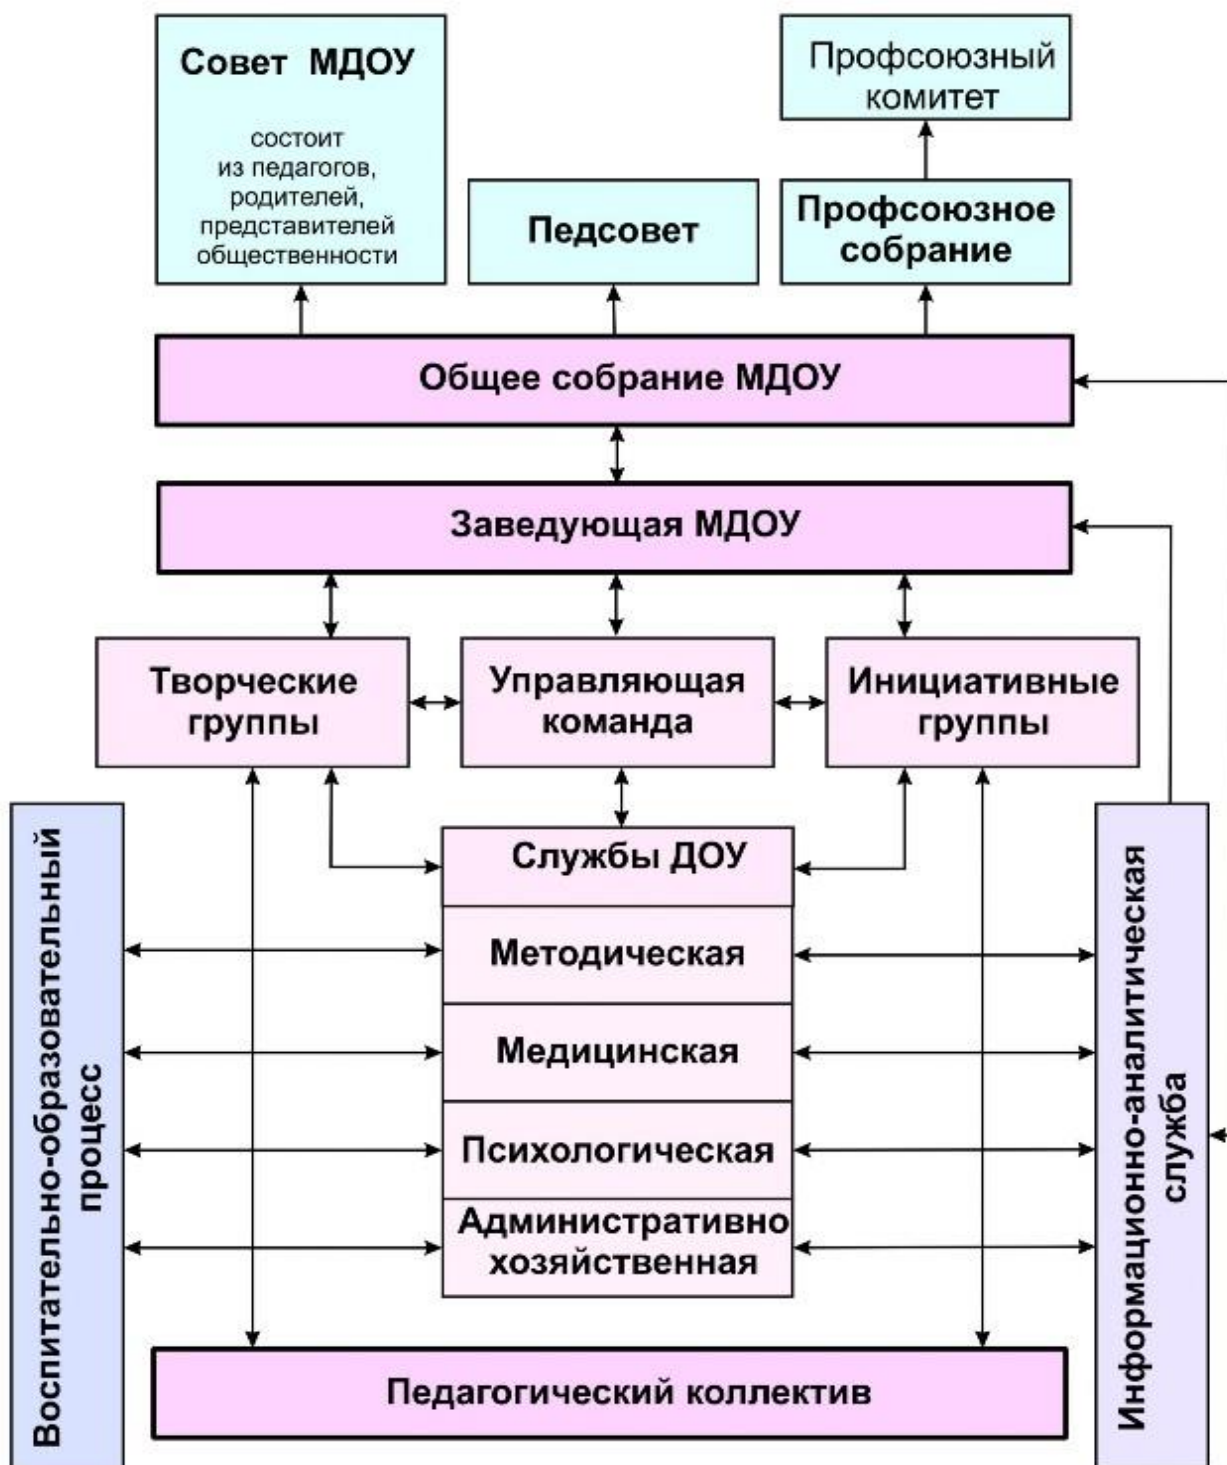 Совет МДОУ
состоит
из педагогов,
родителей,
представителей
общественности
Педсовет
Профсоюзный
комитет
Профсоюзное
собрание
Общее собрание МДОУ
Заведующая МДОУ
Творческие
группы
Управляющая
команда
Инициативные
группы
Службы ДОУ
Методическая
Медицинская
Психологическая
Административно
хозяйственная
Воспитательно-образовательный
процесс
Информационно-аналитическая
служба
Педагогический коллектив